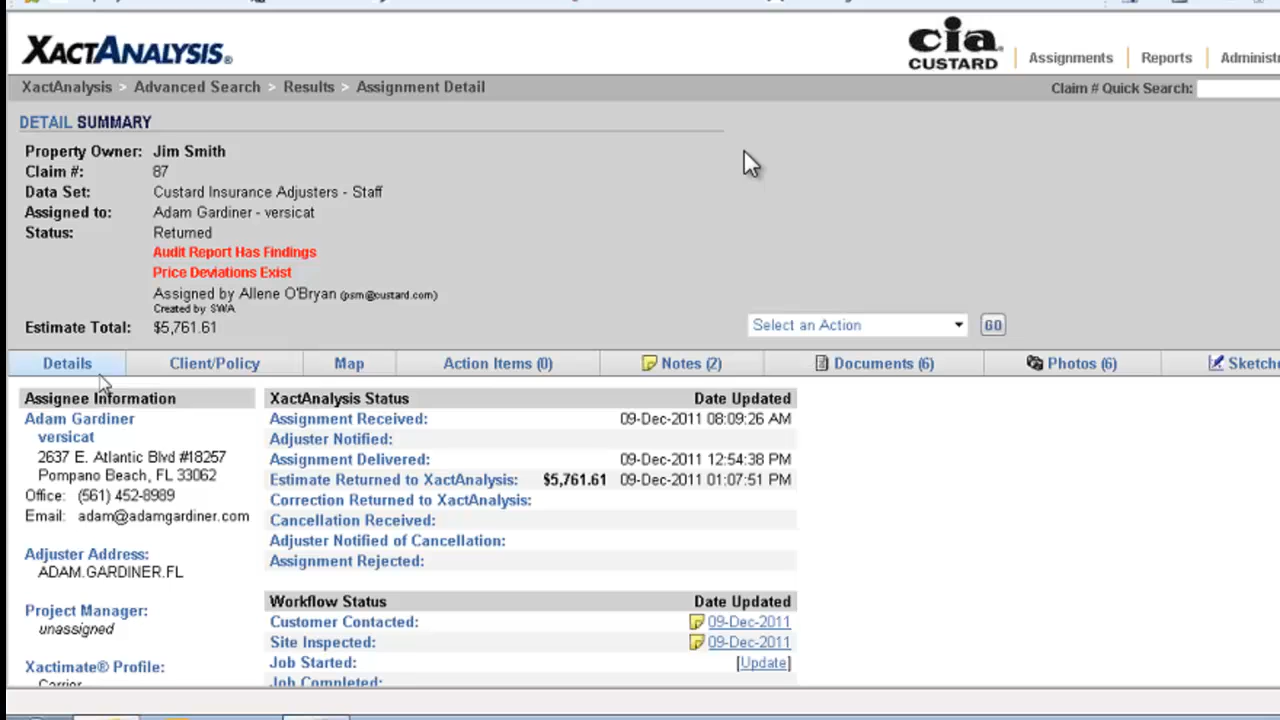 XACTANALYSIS®
cia CUSTARD
Assignments
Reports
Administ
XactAnalysis > Advanced Search > Results > Assignment Detail
Claim # Quick Search:
DETAIL SUMMARY
Property Owner: Jim Smith
Claim #: 87
Data Set: Custard Insurance Adjusters - Staff
Assigned to: Adam Gardiner - versicat
Status: Returned
Audit Report Has Findings
Price Deviations Exist
Assigned by Allene O'Bryan (psm@custard.com)
Created by SWA
Estimate Total: $5,761.61
Select an Action
GO
Details
Client/Policy
Map
Action Items (0)
Notes (2)
Documents (6)
Photos (6)
Sketche
Assignee Information
Adam Gardiner
versicat
2637 E. Atlantic Blvd #18257
Pompano Beach, FL 33062
Office: (561) 452-8989
Email: adam@adamgardiner.com
Adjuster Address:
ADAM.GARDINER.FL
Project Manager:
unassigned
Xactimate® Profile:
Carrier
XactAnalysis Status Date Updated
Assignment Received: 09-Dec-2011 08:09:26 AM
Adjuster Notified:
Assignment Delivered: 09-Dec-2011 12:54:38 PM
Estimate Returned to XactAnalysis: $5,761.61 09-Dec-2011 01:07:51 PM
Correction Returned to XactAnalysis:
Cancellation Received:
Adjuster Notified of Cancellation:
Assignment Rejected:
Workflow Status Date Updated
Customer Contacted: 09-Dec-2011
Site Inspected: 09-Dec-2011
Job Started: [Update]
Job Completed: